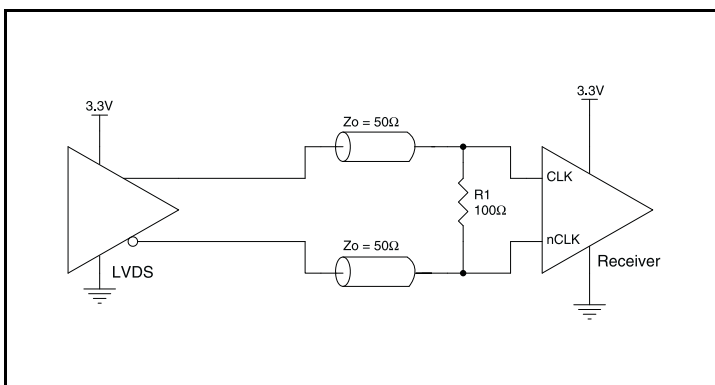 3.3V
LVDS
Zo = 50Ω
Zo = 50Ω
R1
100Ω
3.3V
CLK
nCLK
Receiver